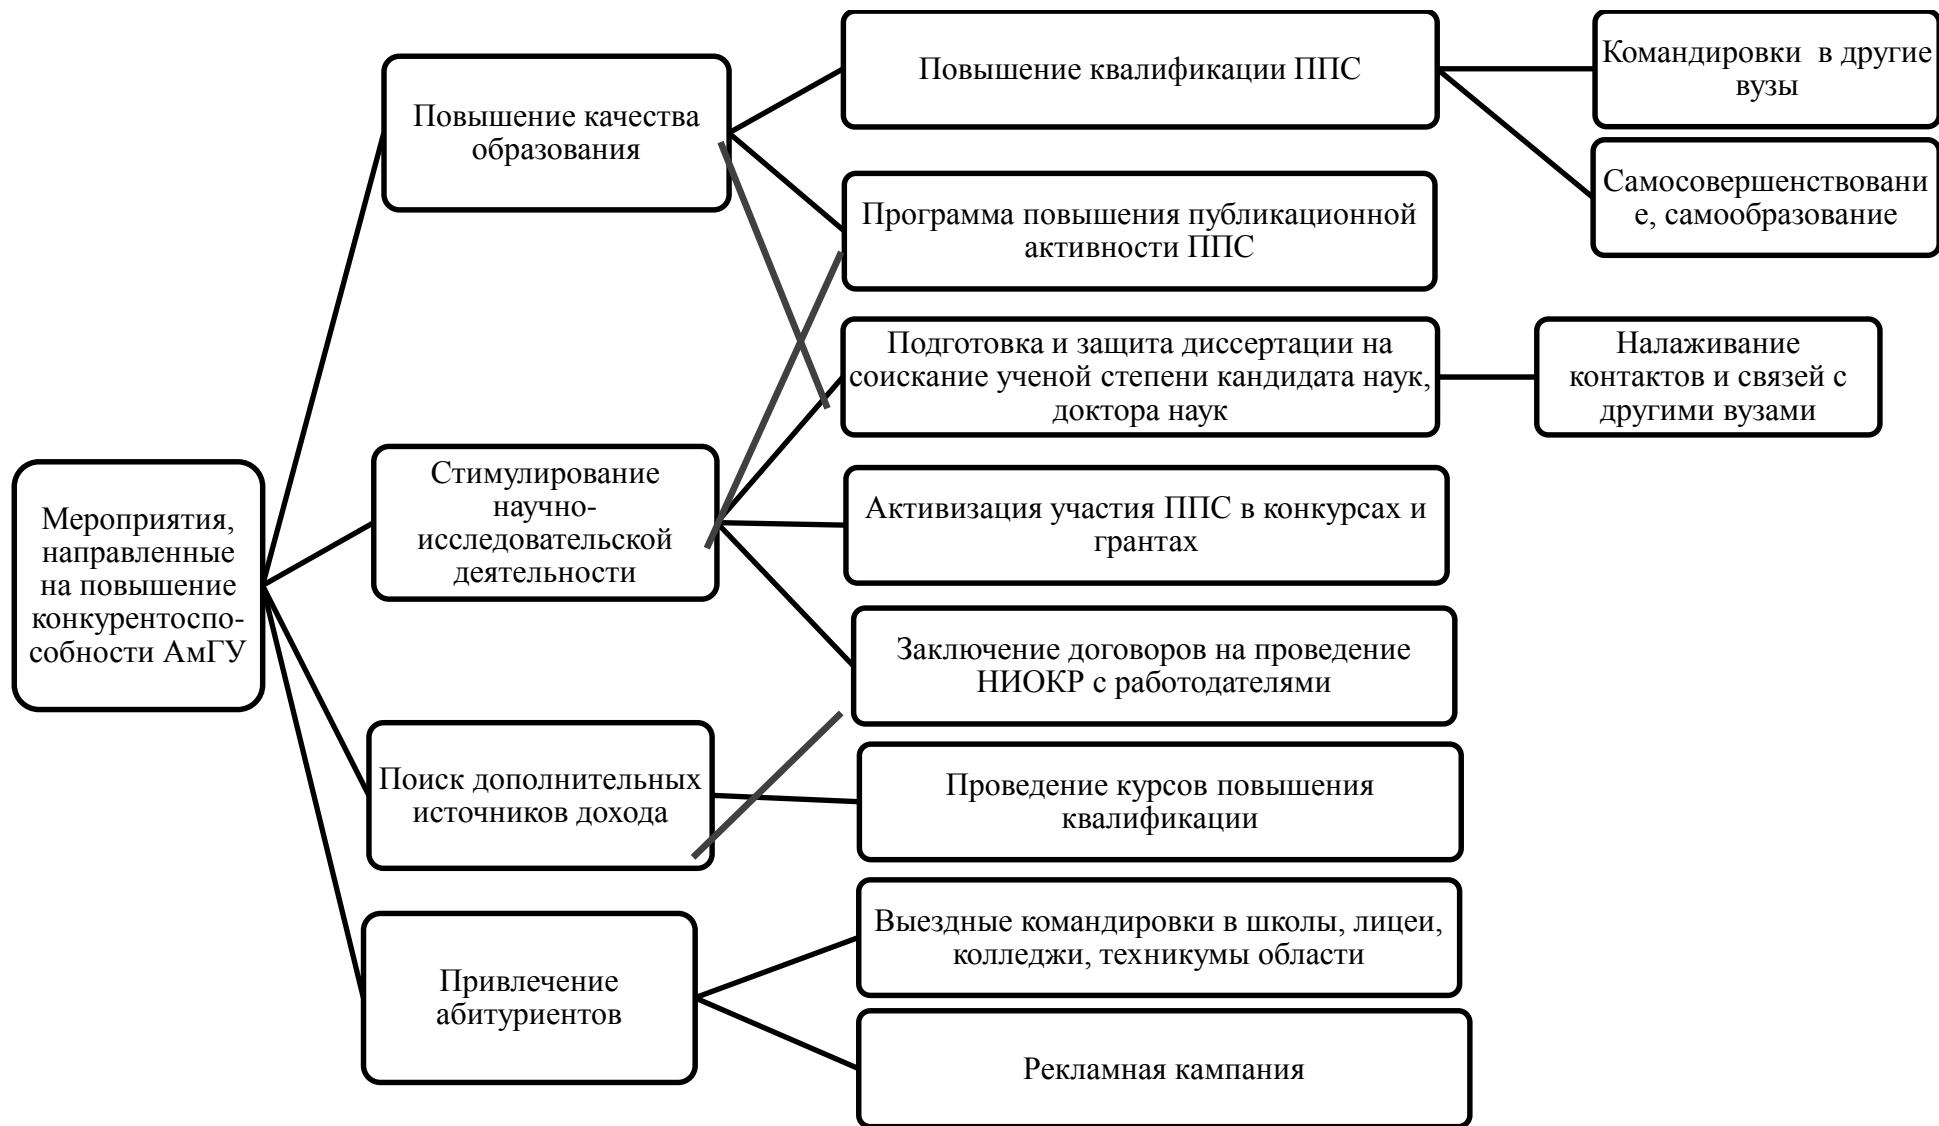 Мероприятия,
направленные
на повышение
конкурентоспо-
собности АмГУ
Повышение качества
образования
Повышение квалификации ППС
Командировки  в другие
вузы
Самосовершенствовани
е, самообразование
Программа повышения публикационной
активности ППС
Стимулирование
научно-
исследовательской
деятельности
Подготовка и защита диссертации на
соискание ученой степени кандидата наук,
доктора наук
Налаживание
контактов и связей с
другими вузами
Активизация участия ППС в конкурсах и
грантах
Заключение договоров на проведение
НИОКР с работодателями
Поиск дополнительных
источников дохода
Проведение курсов повышения
квалификации
Привлечение
абитуриентов
Выездные командировки в школы, лицеи,
колледжи, техникумы области
Рекламная кампания